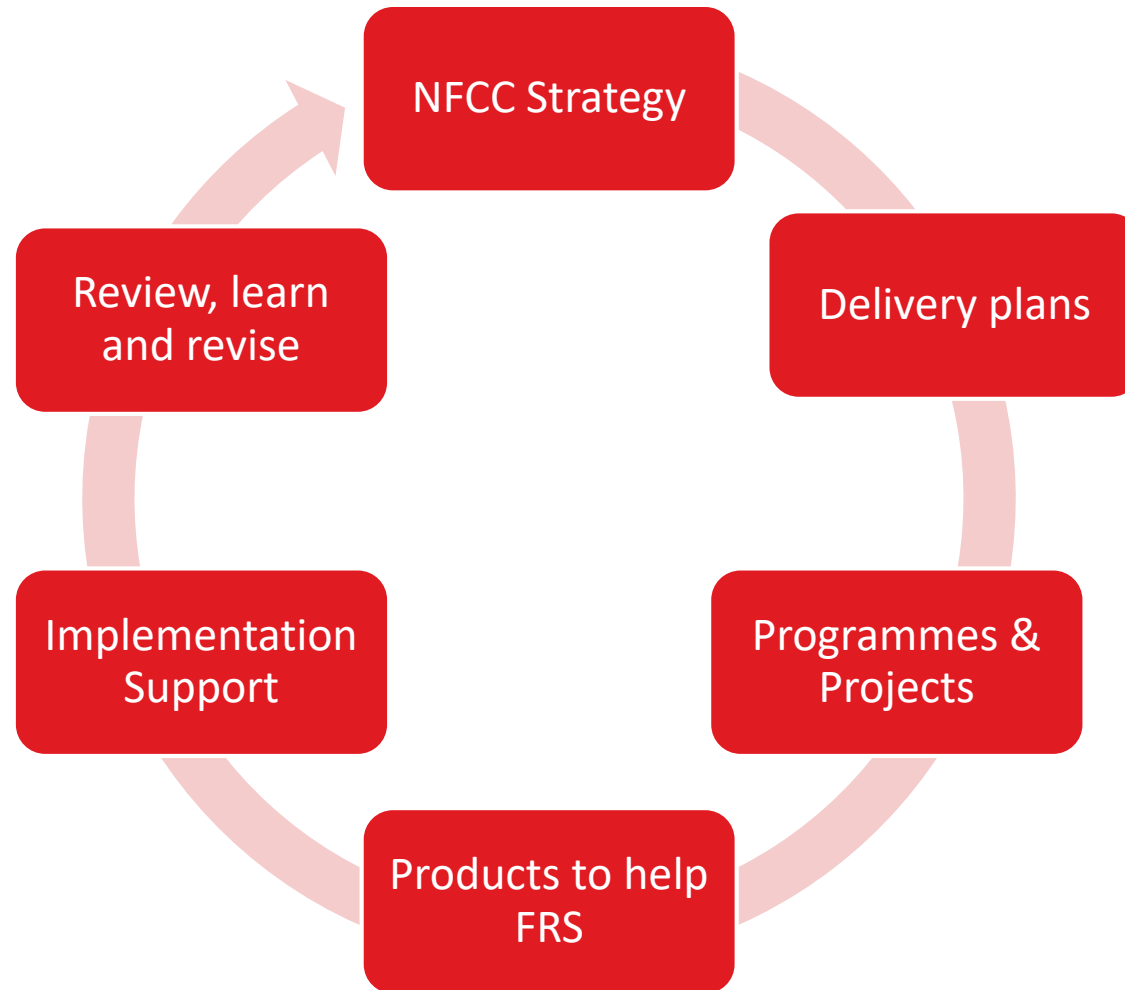 NFCC Strategy
Delivery plans
Programmes &
Projects
Products to help
FRS
Implementation
Support
Review, learn
and revise